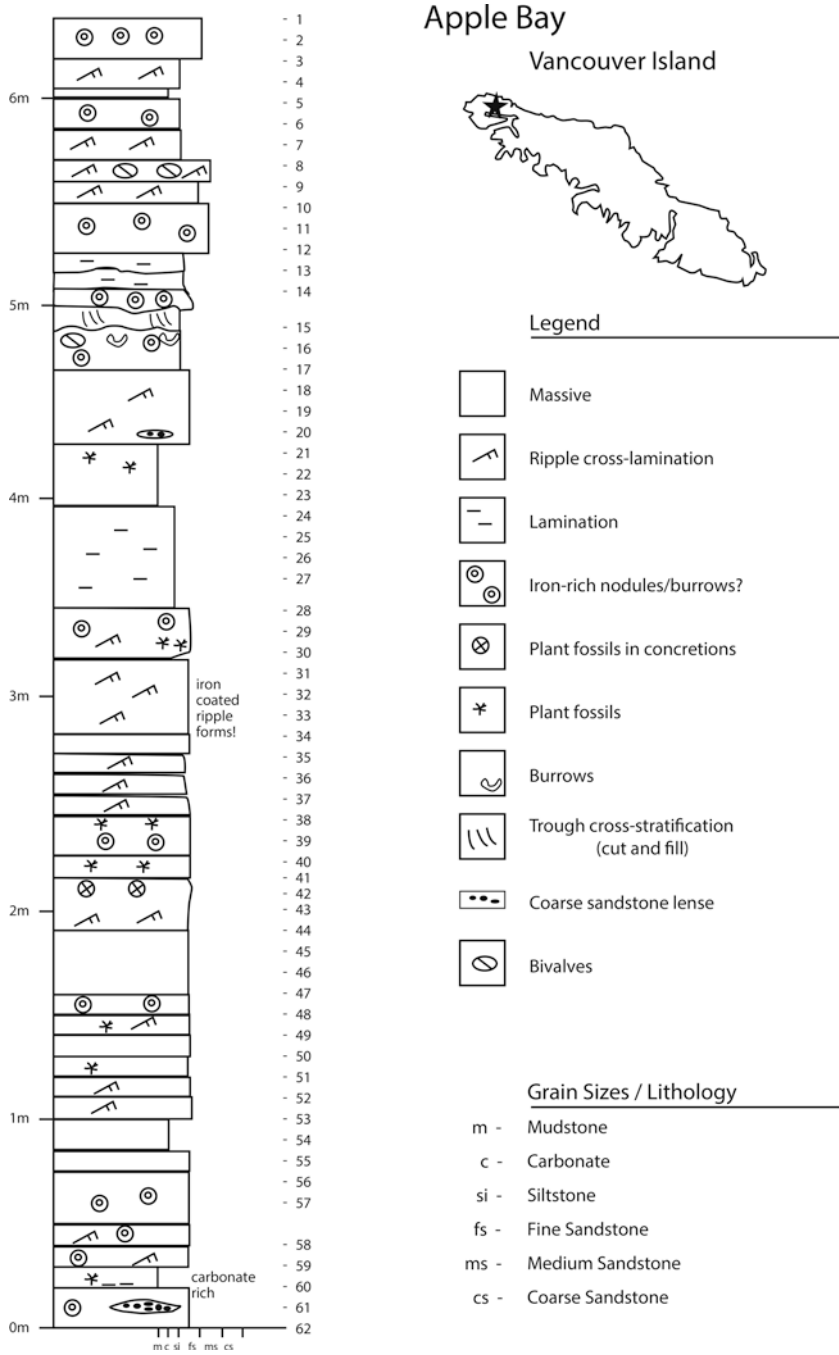 Apple Bay
Vancouver Island
- 1
- 2
- 3
- 4
6m
- 5
- 6
- 7
- 8
- 9
- 10
- 11
- 12
- 13
- 14
5m
- 15
- 16
- 17
- 18
- 19
- 20
- 21
- 22
- 23
4m
- 24
- 25
- 26
- 27
- 28
- 29
- 30
- 31
3m
iron
coated
ripple
forms!
- 32
- 33
- 34
- 35
- 36
- 37
- 38
- 39
- 40
- 41
- 42
- 43
2m
- 44
- 45
- 46
- 47
- 48
- 49
- 50
- 51
- 52
1m
- 53
- 54
- 55
- 56
- 57
- 58
- 59
carbonate
rich
- 60
- 61
0m
62
m c si fs ms cs
Legend
Massive
Ripple cross-lamination
Lamination
Iron-rich nodules/burrows?
Plant fossils in concretions
Plant fossils
Burrows
Trough cross-stratification
(cut and fill)
Coarse sandstone lense
Bivalves
Grain Sizes / Lithology
m - Mudstone
c - Carbonate
si - Siltstone
fs - Fine Sandstone
ms - Medium Sandstone
cs - Coarse Sandstone